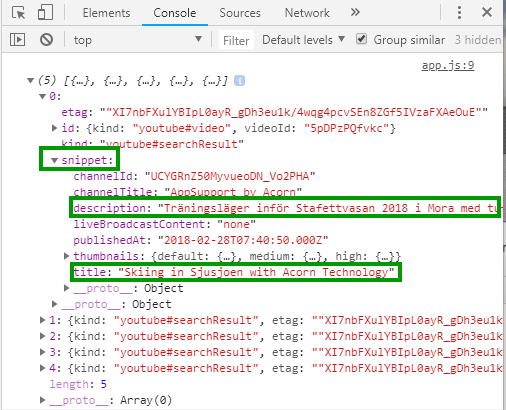 Elements Console Sources
top Filter Default levels Group similar 3 hidden
app.js:9
(5) [{…}, {…}, {…}, {…}, {…}]
0:
etag: ""XI7nbFXulYBIpL0ayR_gDh3eu1k/4wqg4pcvSEn8ZGf5IVzaFXAeOuE""
id: {kind: "youtube#video", videoId: "5pDPzPQfvkc"}
kind: "youtube#searchResult"
snippet:
channelId: "UCYGRnZ50MyvueoDN_Vo2PHA"
channelTitle: "AppSupport by Acorn"
description: "Träningsläger inför Stafettvasan 2018 i Mora med tu
liveBroadcastContent: "none"
publishedAt: "2018-02-28T07:40:50.000Z"
thumbnails: {default: {…}, medium: {…}, high: {…}}
title: "Skiing in Sjusjoen with Acorn Technology"
__proto__: Object
__proto__: Object
1: {kind: "youtube#searchResult", etag: ""XI7nbFXulYBIpL0ayR_gDh3eu1k
2: {kind: "youtube#searchResult", etag: ""XI7nbFXulYBIpL0ayR_gDh3eu1k
3: {kind: "youtube#searchResult", etag: ""XI7nbFXulYBIpL0ayR_gDh3eu1k
4: {kind: "youtube#searchResult", etag: ""XI7nbFXulYBIpL0ayR_gDh3eu1k
length: 5
__proto__: Array(0)